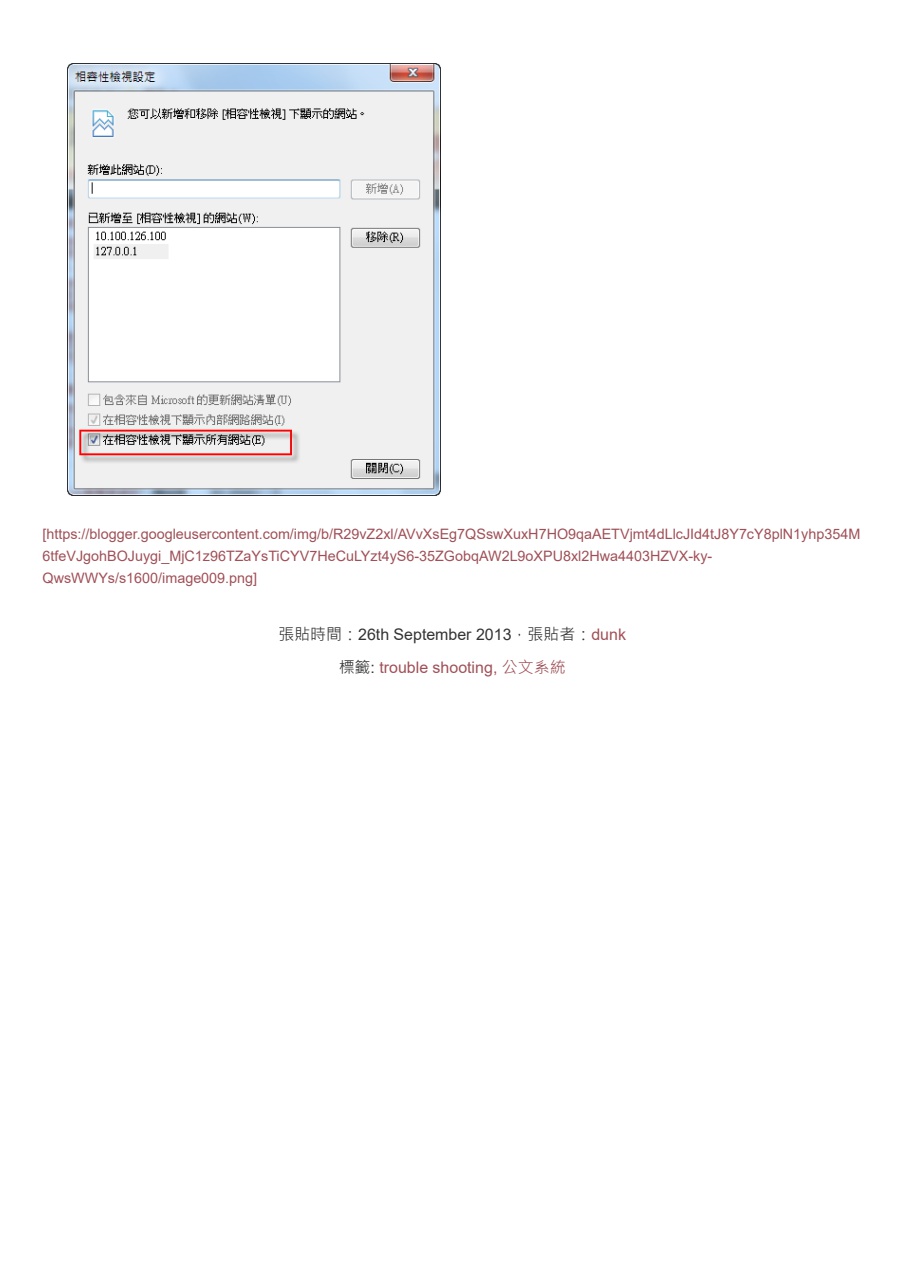 相容性檢視設定
您可以新增和移除 [相容性檢視] 下顯示的網站。
新增此網站(D):
新增(A)
已新增至 [相容性檢視] 的網站(W):
10.100.126.100
移除(R)
127.0.0.1
包含來自 Microsoft 的更新網站清單(U)
在相容性檢視下顯示內部網路網站(I)
在相容性檢視下顯示所有網站(E)
關閉(C)
[https://blogger.googleusercontent.com/img/b/R29vZ2xl/AVvXsEg7QSswXuxH7HO9qaAETVjmt4dLlcJId4tJ8Y7cY8plN1yhp354M
6tfeVJgohBOJuygi_MjC1z96TZaYsTiCYV7HeCuLYzt4yS6-35ZGobqAW2L9oXPU8xl2Hwa4403HZVX-ky-
QwsWWYs/s1600/image009.png]
張貼時間：26th September 2013，張貼者：dunk
標籤: trouble shooting, 公文系統